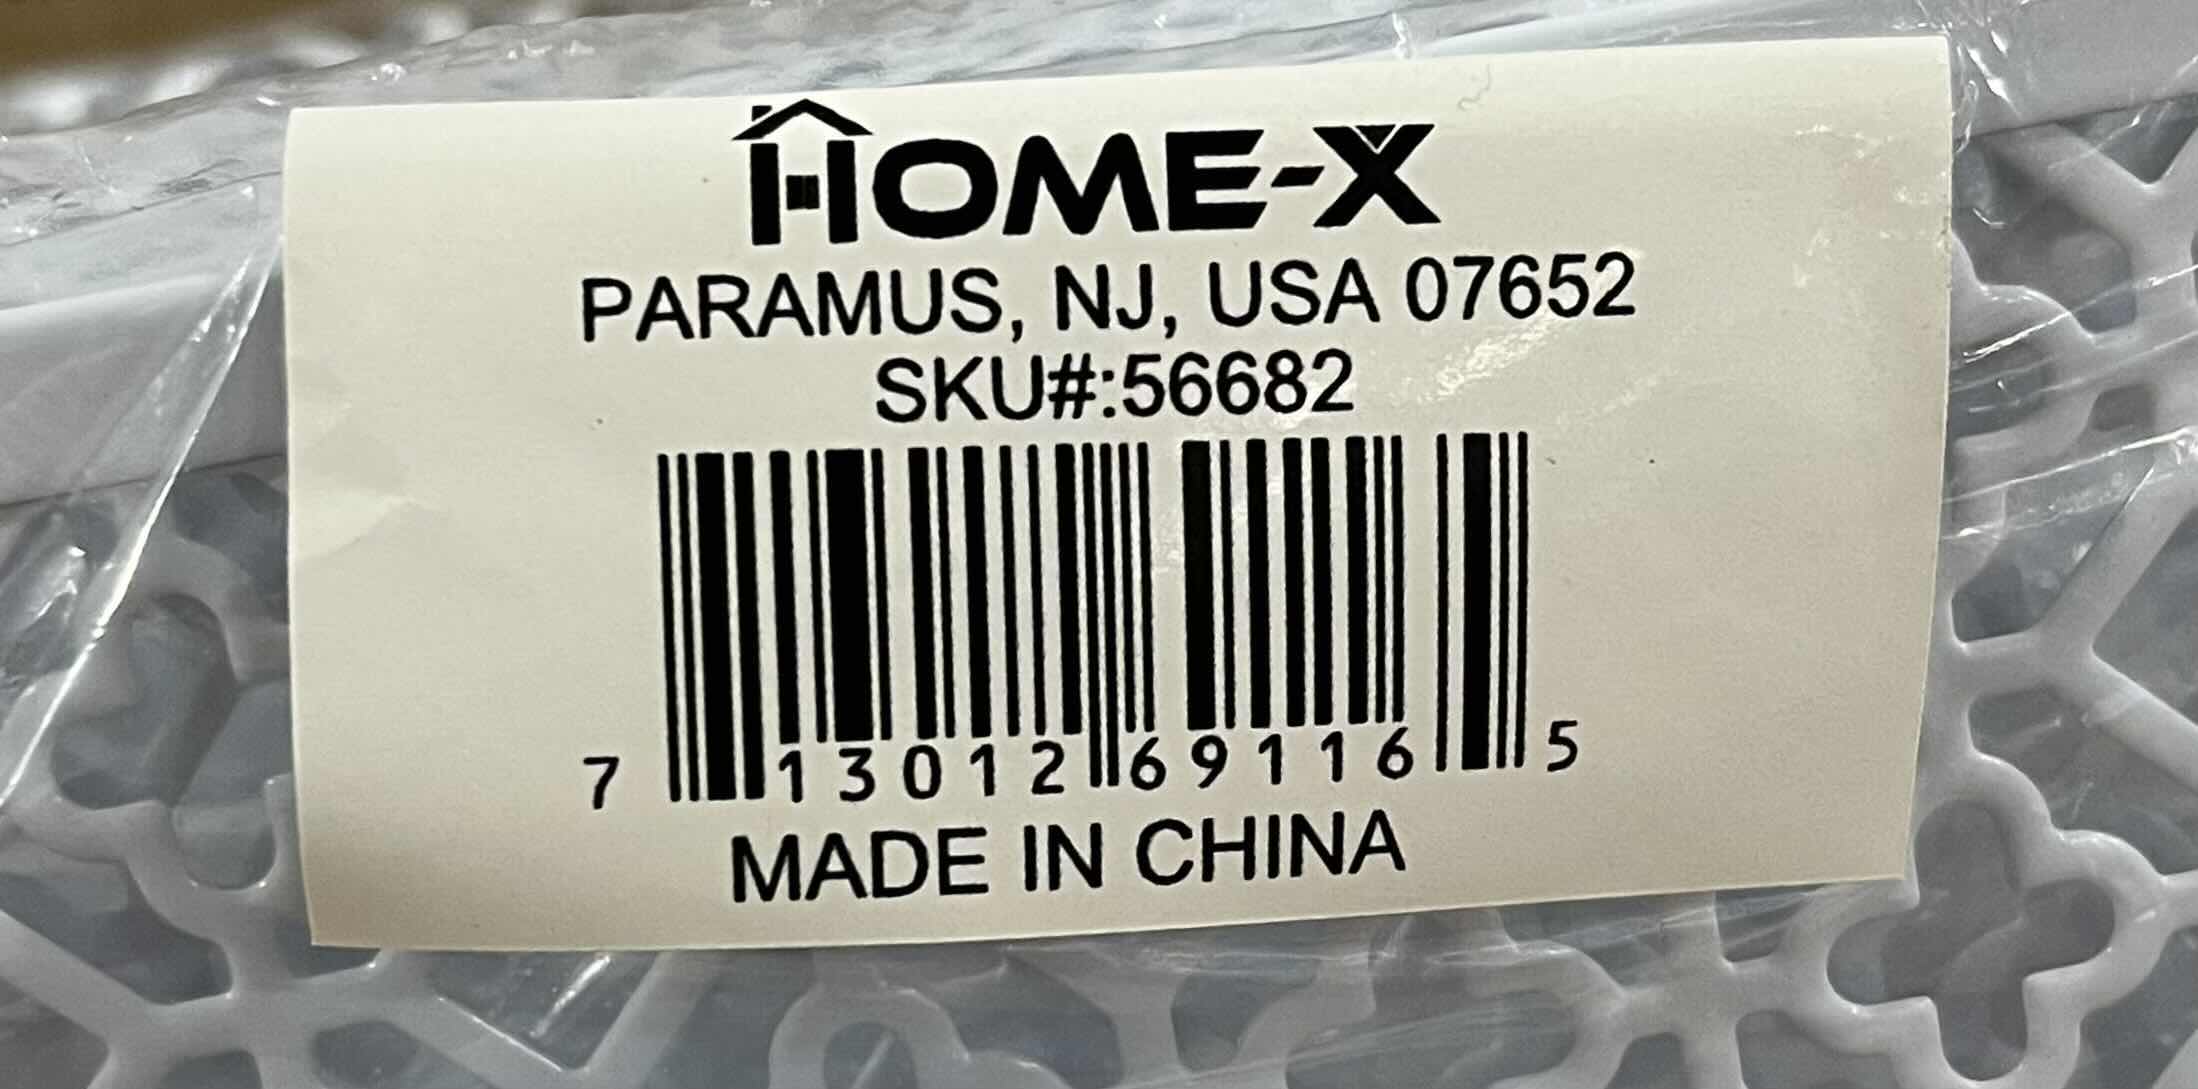 HOME-X
PARAMUS, NJ, USA 07652
SKU#:56682
7 13012 69116 5
MADE IN CHINA